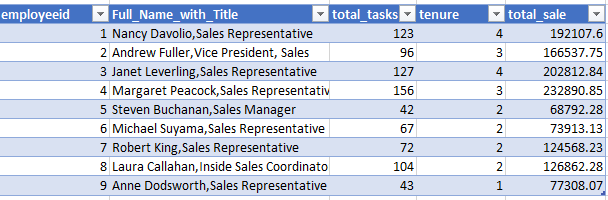 employeeid Full_Name_with_Title total_tasks tenure total_sale
1 Nancy Davolio,Sales Representative 123 4 192107.6
2 Andrew Fuller,Vice President, Sales 96 3 166537.75
3 Janet Leverling,Sales Representative 127 4 202812.84
4 Margaret Peacock,Sales Representativ 156 3 232890.85
5 Steven Buchanan,Sales Manager 42 2 68792.28
6 Michael Suyama,Sales Representative 67 2 73913.13
7 Robert King,Sales Representative 72 2 124568.23
8 Laura Callahan,Inside Sales Coordinato 104 2 126862.28
9 Anne Dodsworth,Sales Representative 43 1 77308.07